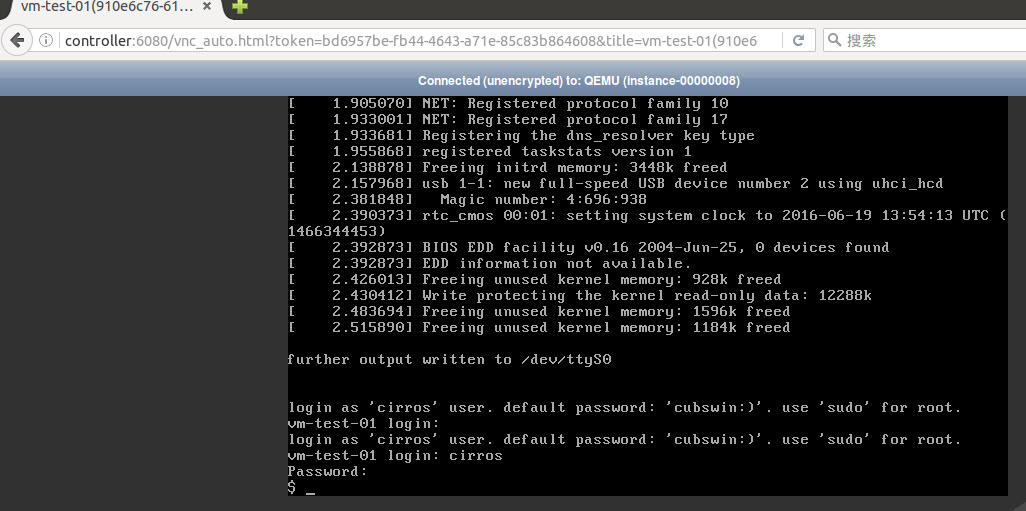 vm-test-01(910e6c76-61...
controller:6080/vnc_auto.html?token=bd6957be-fb44-4643-a71e-85c83b864608&title=vm-test-01(910e6
搜索
Connected (unencrypted) to: QEMU (instance-00000008)
[    1.905070] NET: Registered protocol family 10
[    1.933001] NET: Registered protocol family 17
[    1.933681] Registering the dns_resolver key type
[    1.955868] registered taskstats version 1
[    2.138878] Freeing initrd memory: 3448k freed
[    2.157968] usb 1-1: new full-speed USB device number 2 using uhci_hcd
[    2.381848]   Magic number: 4:696:938
[    2.390373] rtc_cmos 00:01: setting system clock to 2016-06-19 13:54:13 UTC (
1466344453)
[    2.392873] BIOS EDD facility v0.16 2004-Jun-25, 0 devices found
[    2.392873] EDD information not available.
[    2.426013] Freeing unused kernel memory: 928k freed
[    2.430412] Write protecting the kernel read-only data: 12288k
[    2.483694] Freeing unused kernel memory: 1596k freed
[    2.515890] Freeing unused kernel memory: 1184k freed
further output written to /dev/ttyS0
login as 'cirros' user. default password: 'cubswin:)'. use 'sudo' for root.
vm-test-01 login:
login as 'cirros' user. default password: 'cubswin:)'. use 'sudo' for root.
vm-test-01 login: cirros
Password:
$ _